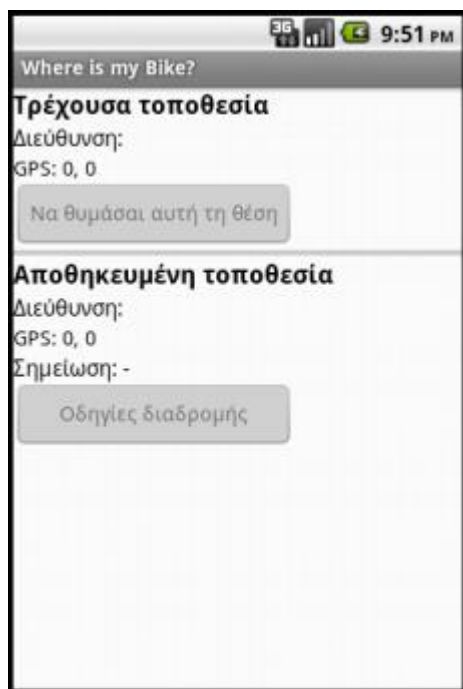 3G 9:51 PM
Where is my Bike?
Τρέχουσα τοποθεσία
Διεύθυνση:
GPS: 0, 0
Να θυμάσαι αυτή τη θέση
Αποθηκευμένη τοποθεσία
Διεύθυνση:
GPS: 0, 0
Σημείωση: -
Οδηγίες διαδρομής